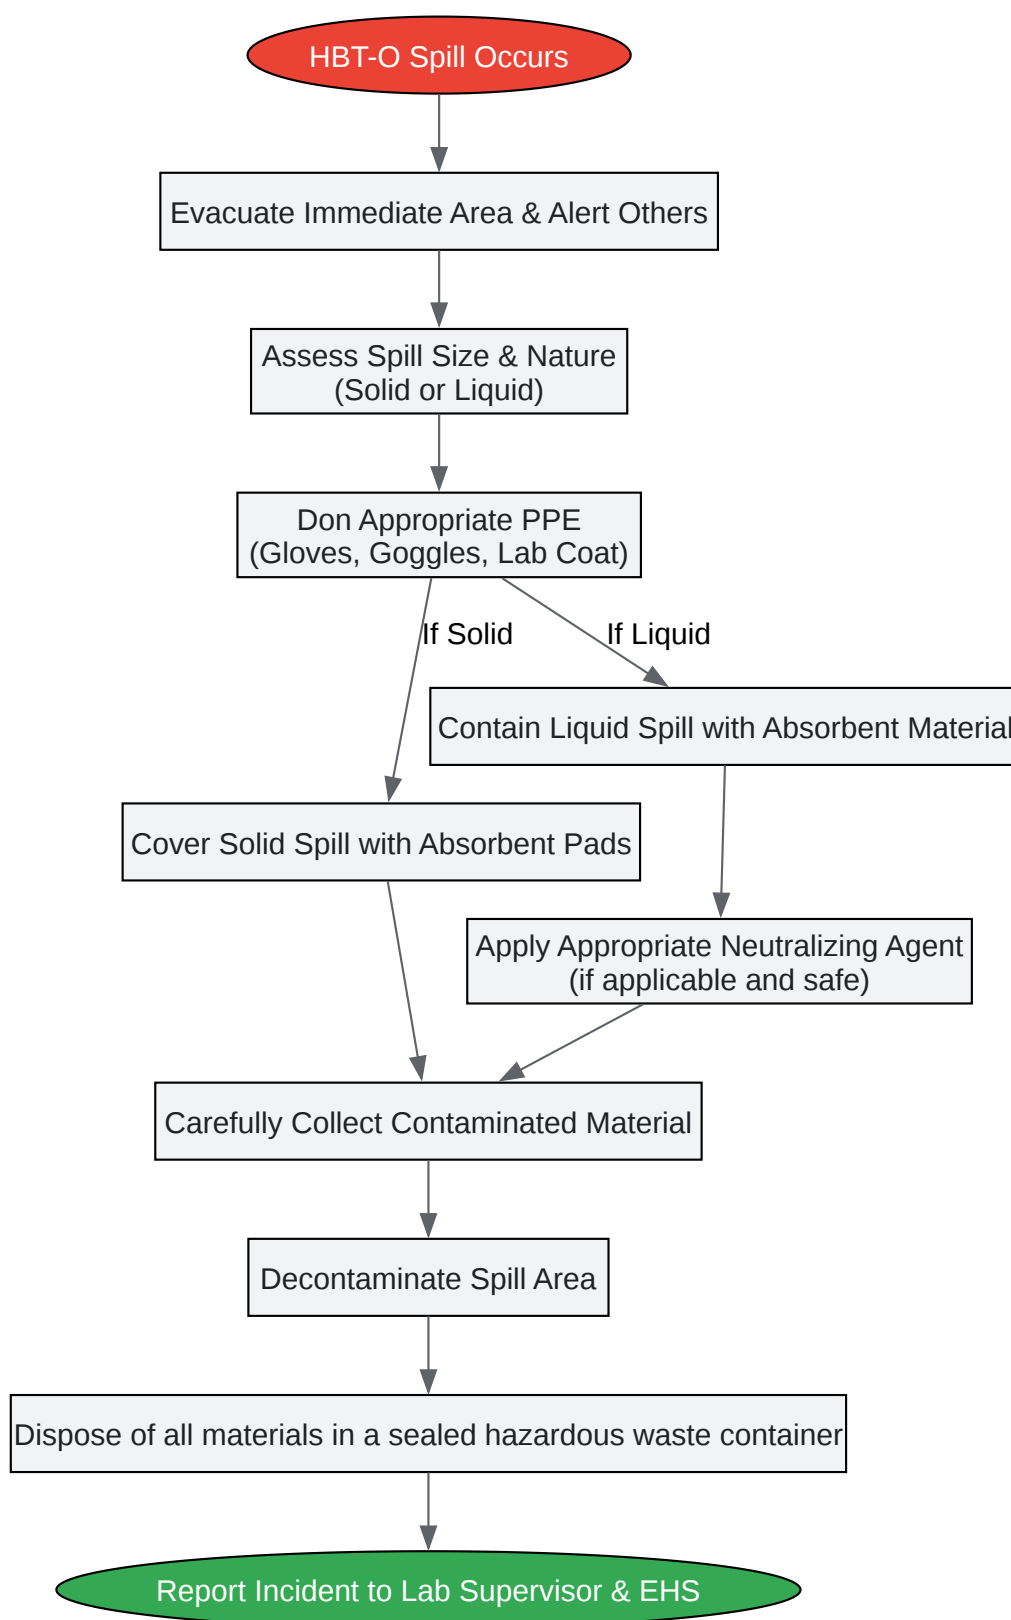 HBT-O Spill Occurs
Evacuate Immediate Area & Alert Others
Assess Spill Size & Nature
(Solid or Liquid)
Don Appropriate PPE
(Gloves, Goggles, Lab Coat)
If Solid
If Liquid
Contain Liquid Spill with Absorbent Material
Cover Solid Spill with Absorbent Pads
Apply Appropriate Neutralizing Agent
(if applicable and safe)
Carefully Collect Contaminated Material
Decontaminate Spill Area
Dispose of all materials in a sealed hazardous waste container
Report Incident to Lab Supervisor & EHS